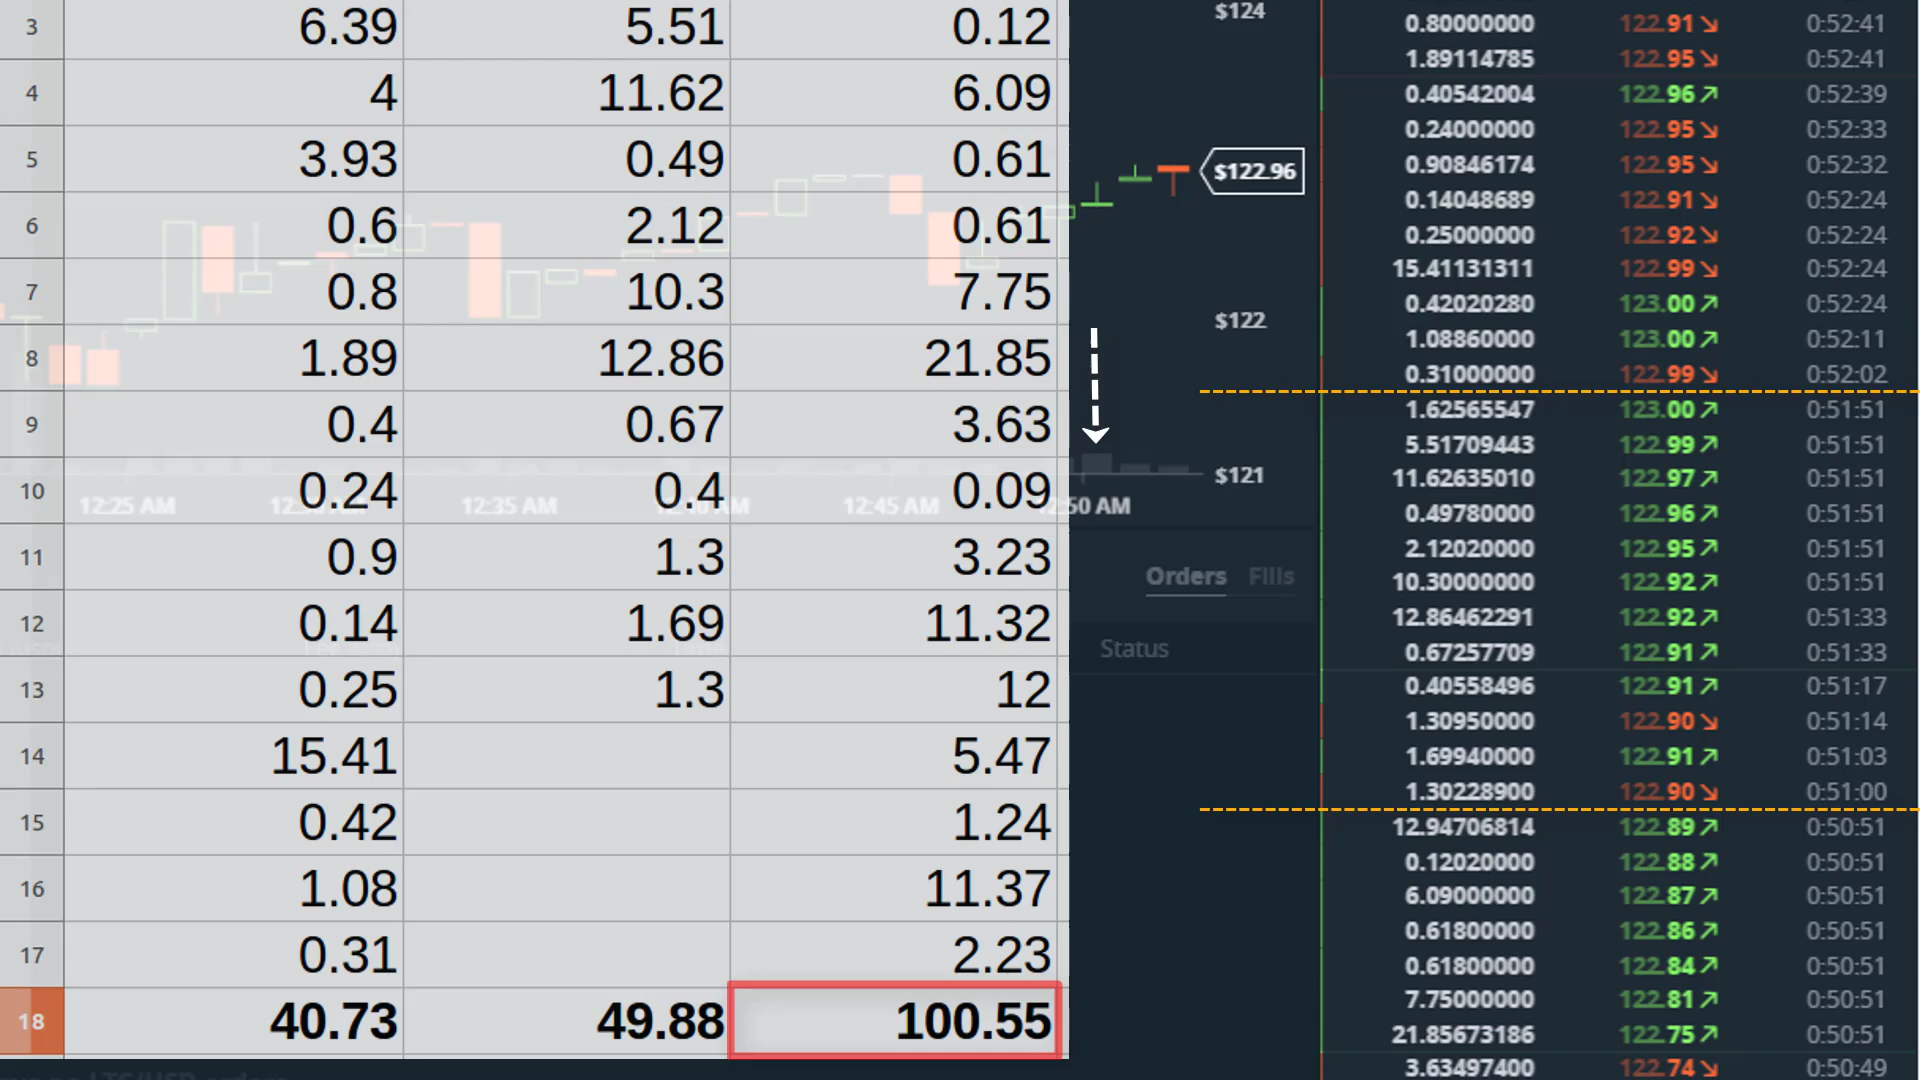 3 6.39 5.51 0.12
4 4 11.62 6.09
5 3.93 0.49 0.61
6 0.6 2.12 0.61
7 0.8 10.3 7.75
8 1.89 12.86 21.85
9 0.4 0.67 3.63
10 0.24 0.4 0.09
11 0.9 1.3 3.23
12 0.14 1.69 11.32
13 0.25 1.3 12
14 15.41 5.47
15 0.42 1.24
16 1.08 11.37
17 0.31 2.23
18 40.73 49.88 100.55
12:25 AM 12:35 AM 12:45 AM
$124
$122.96
$122
$121
Orders Fills
Status
0.80000000 122.91 0:52:41
1.89114785 122.95 0:52:41
0.40542004 122.96 0:52:39
0.24000000 122.95 0:52:33
0.90846174 122.95 0:52:32
0.14048689 122.91 0:52:24
0.25000000 122.92 0:52:24
15.41131311 122.99 0:52:24
0.42020280 123.00 0:52:24
1.08860000 123.00 0:52:11
0.31000000 122.99 0:52:02
1.62565547 123.00 0:51:51
5.51709443 122.99 0:51:51
11.62635010 122.97 0:51:51
0.49780000 122.96 0:51:51
2.12020000 122.95 0:51:51
10.30000000 122.92 0:51:51
12.86462291 122.92 0:51:33
0.67257709 122.91 0:51:33
0.40558496 122.91 0:51:17
1.30950000 122.90 0:51:14
1.69940000 122.91 0:51:03
1.30228900 122.90 0:51:00
12.94706814 122.89 0:50:51
0.12020000 122.88 0:50:51
6.09000000 122.87 0:50:51
0.61800000 122.86 0:50:51
0.61800000 122.84 0:50:51
7.75000000 122.81 0:50:51
21.85673186 122.75 0:50:51
3.63497400 122.74 0:50:49